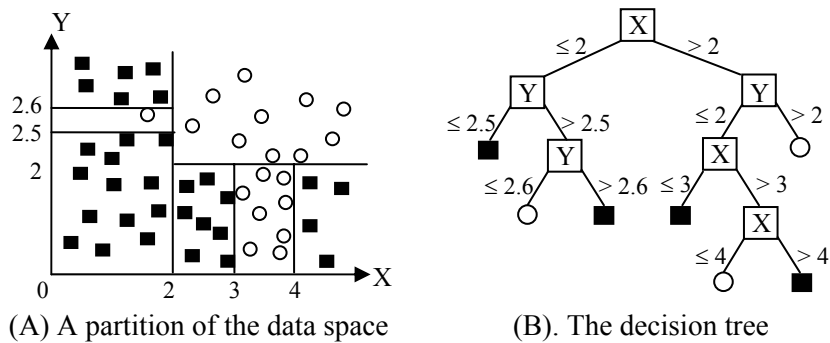 Y
2.6
2.5
2
0
2
3
4
X
X
≤ 2
> 2
Y
Y
≤ 2.5
> 2.5
≤ 2
> 2
Y
X
≤ 2.6
> 2.6
≤ 3
> 3
X
≤ 4
> 4
(A) A partition of the data space
(B). The decision tree